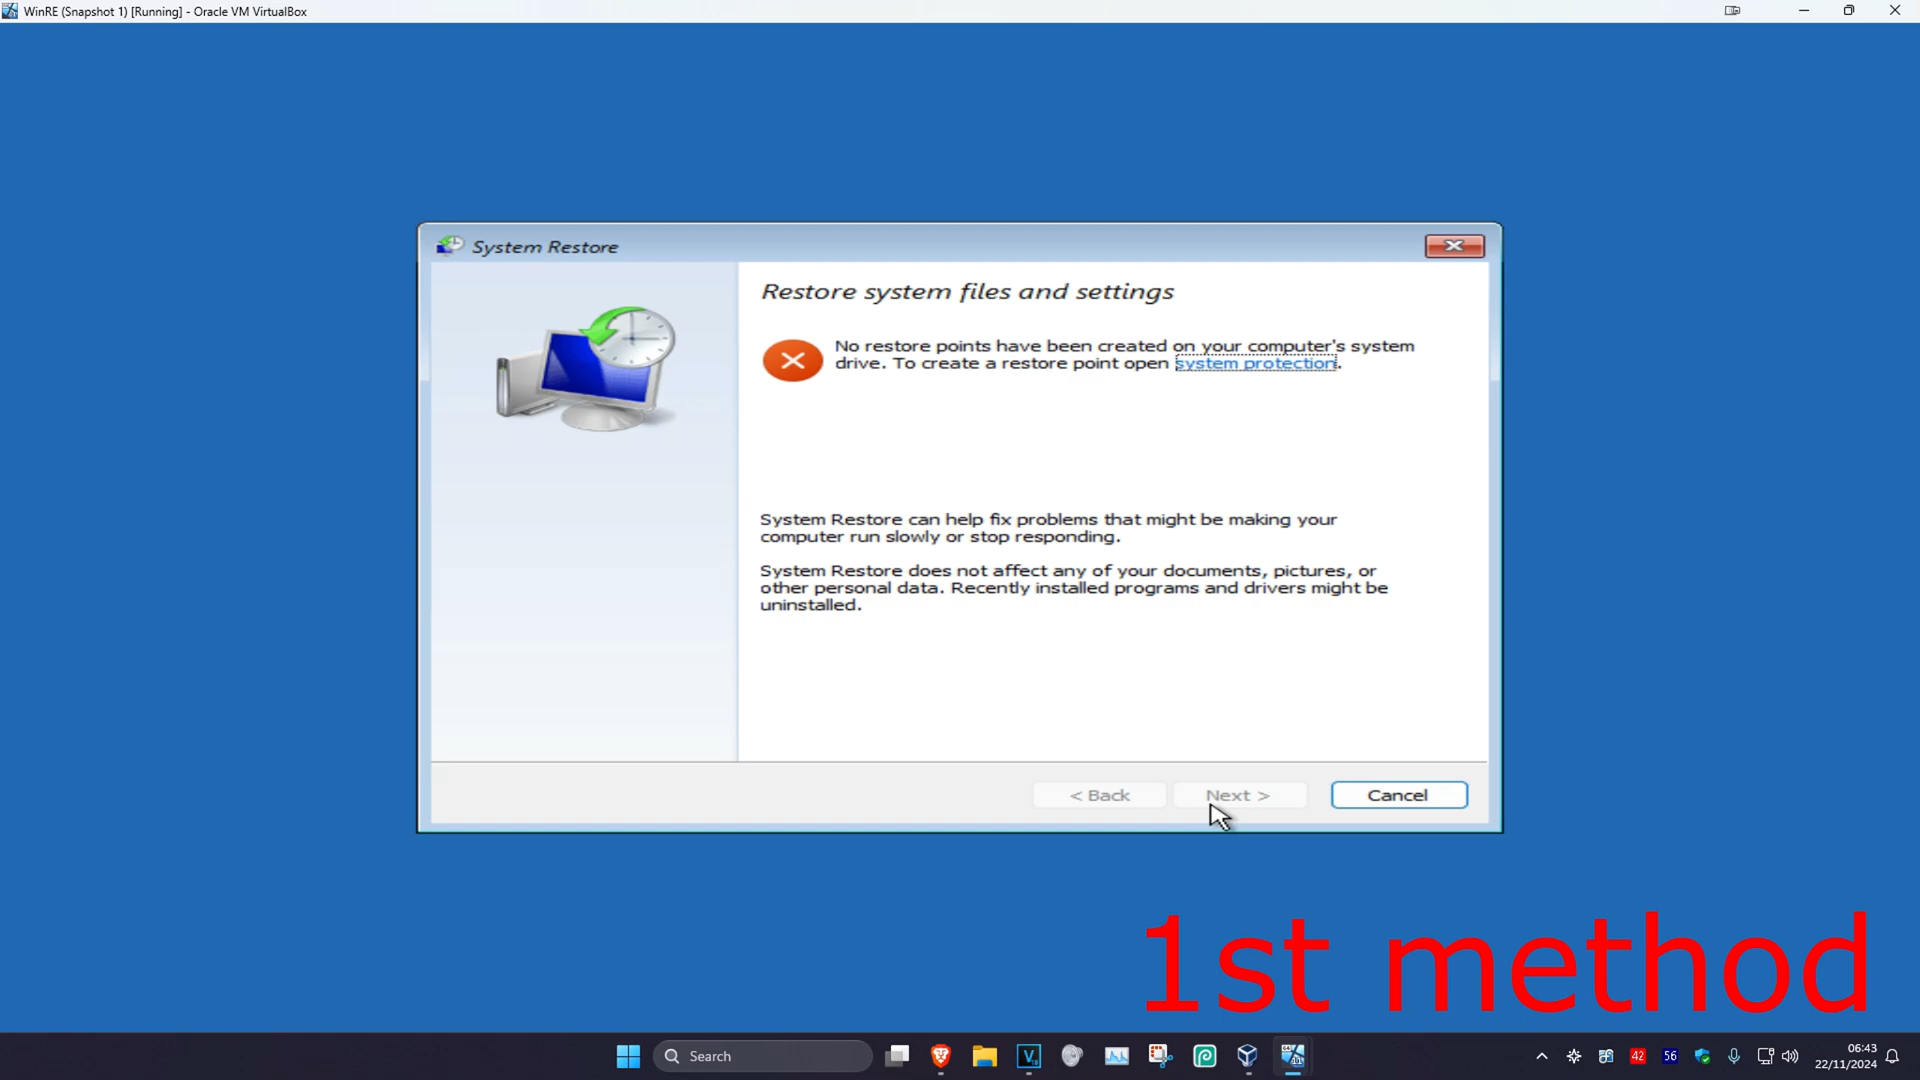 WinRE (Snapshot 1) [Running] - Oracle VM VirtualBox
System Restore
Restore system files and settings
No restore points have been created on your computer's system
drive. To create a restore point open system protection.
System Restore can help fix problems that might be making your
computer run slowly or stop responding.
System Restore does not affect any of your documents, pictures, or
other personal data. Recently installed programs and drivers might be
uninstalled.
< Back
Next >
Cancel
1st method
Search
42
56
06:43
22/11/2024